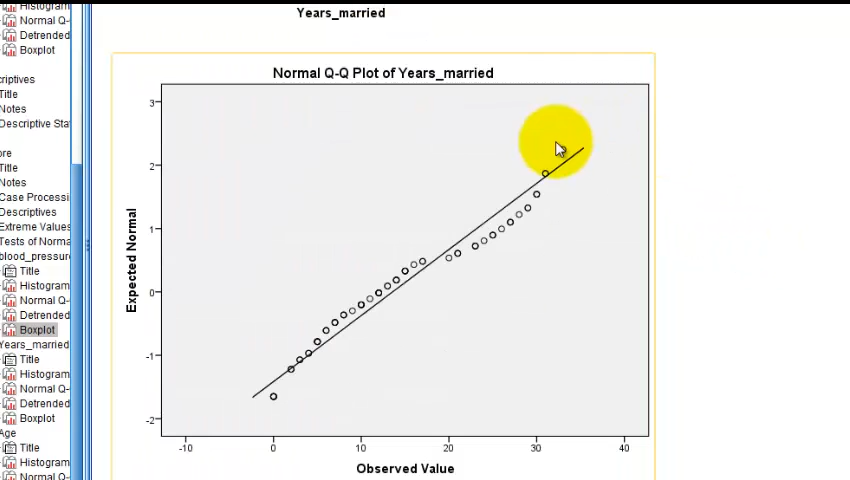 Histogram
Normal Q-
Detrended
Boxplot
criptives
Title
Notes
Descriptive Sta
ore
Title
Notes
Case Processi
Descriptives
Extreme Values
Tests of Norma
blood_pressure
Title
Histogram
Normal Q-
Detrended
Boxplot
Years_married
Title
Histogram
Normal Q-
Detrended
Boxplot
Age
Title
Histogram
Normal Q-
Years_married
Normal Q-Q Plot of Years_married
Expected Normal
3
2
1
0
-1
-2
-10 0 10 20 30 40
Observed Value